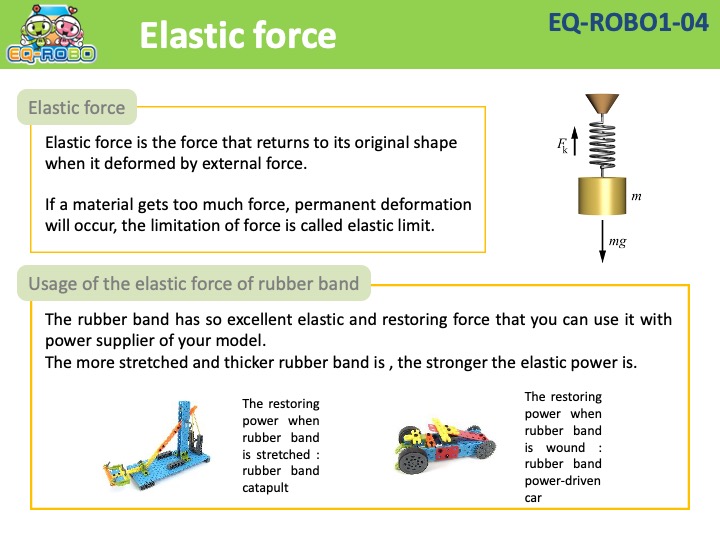 EQ-ROBO
Elastic force
EQ-ROBO1-04
Elastic force
Elastic force is the force that returns to its original shape
when it deformed by external force.
If a material gets too much force, permanent deformation
will occur, the limitation of force is called elastic limit.
Fk
m
mg
Usage of the elastic force of rubber band
The rubber band has so excellent elastic and restoring force that you can use it with
power supplier of your model.
The more stretched and thicker rubber band is , the stronger the elastic power is.
The restoring
power when
rubber band
is stretched :
rubber band
catapult
The restoring
power when
rubber band
is wound :
rubber band
power-driven
car